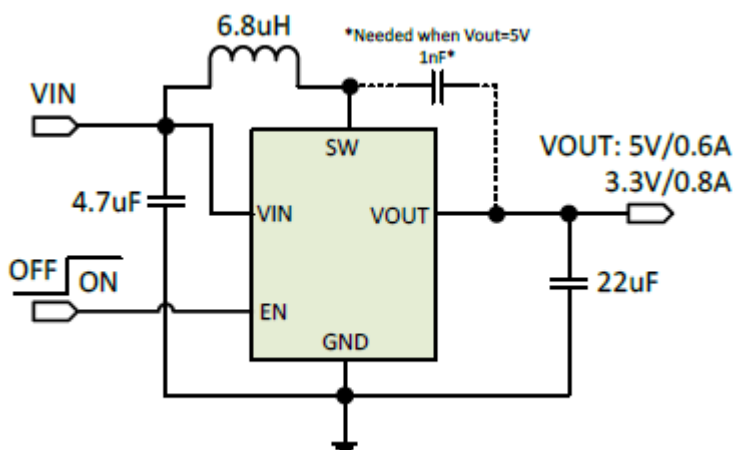 6.8uH
*Needed when Vout=5V
1nF*
VIN
SW
VOUT: 5V/0.6A
3.3V/0.8A
4.7uF
VIN
VOUT
OFF
ON
22uF
EN
GND